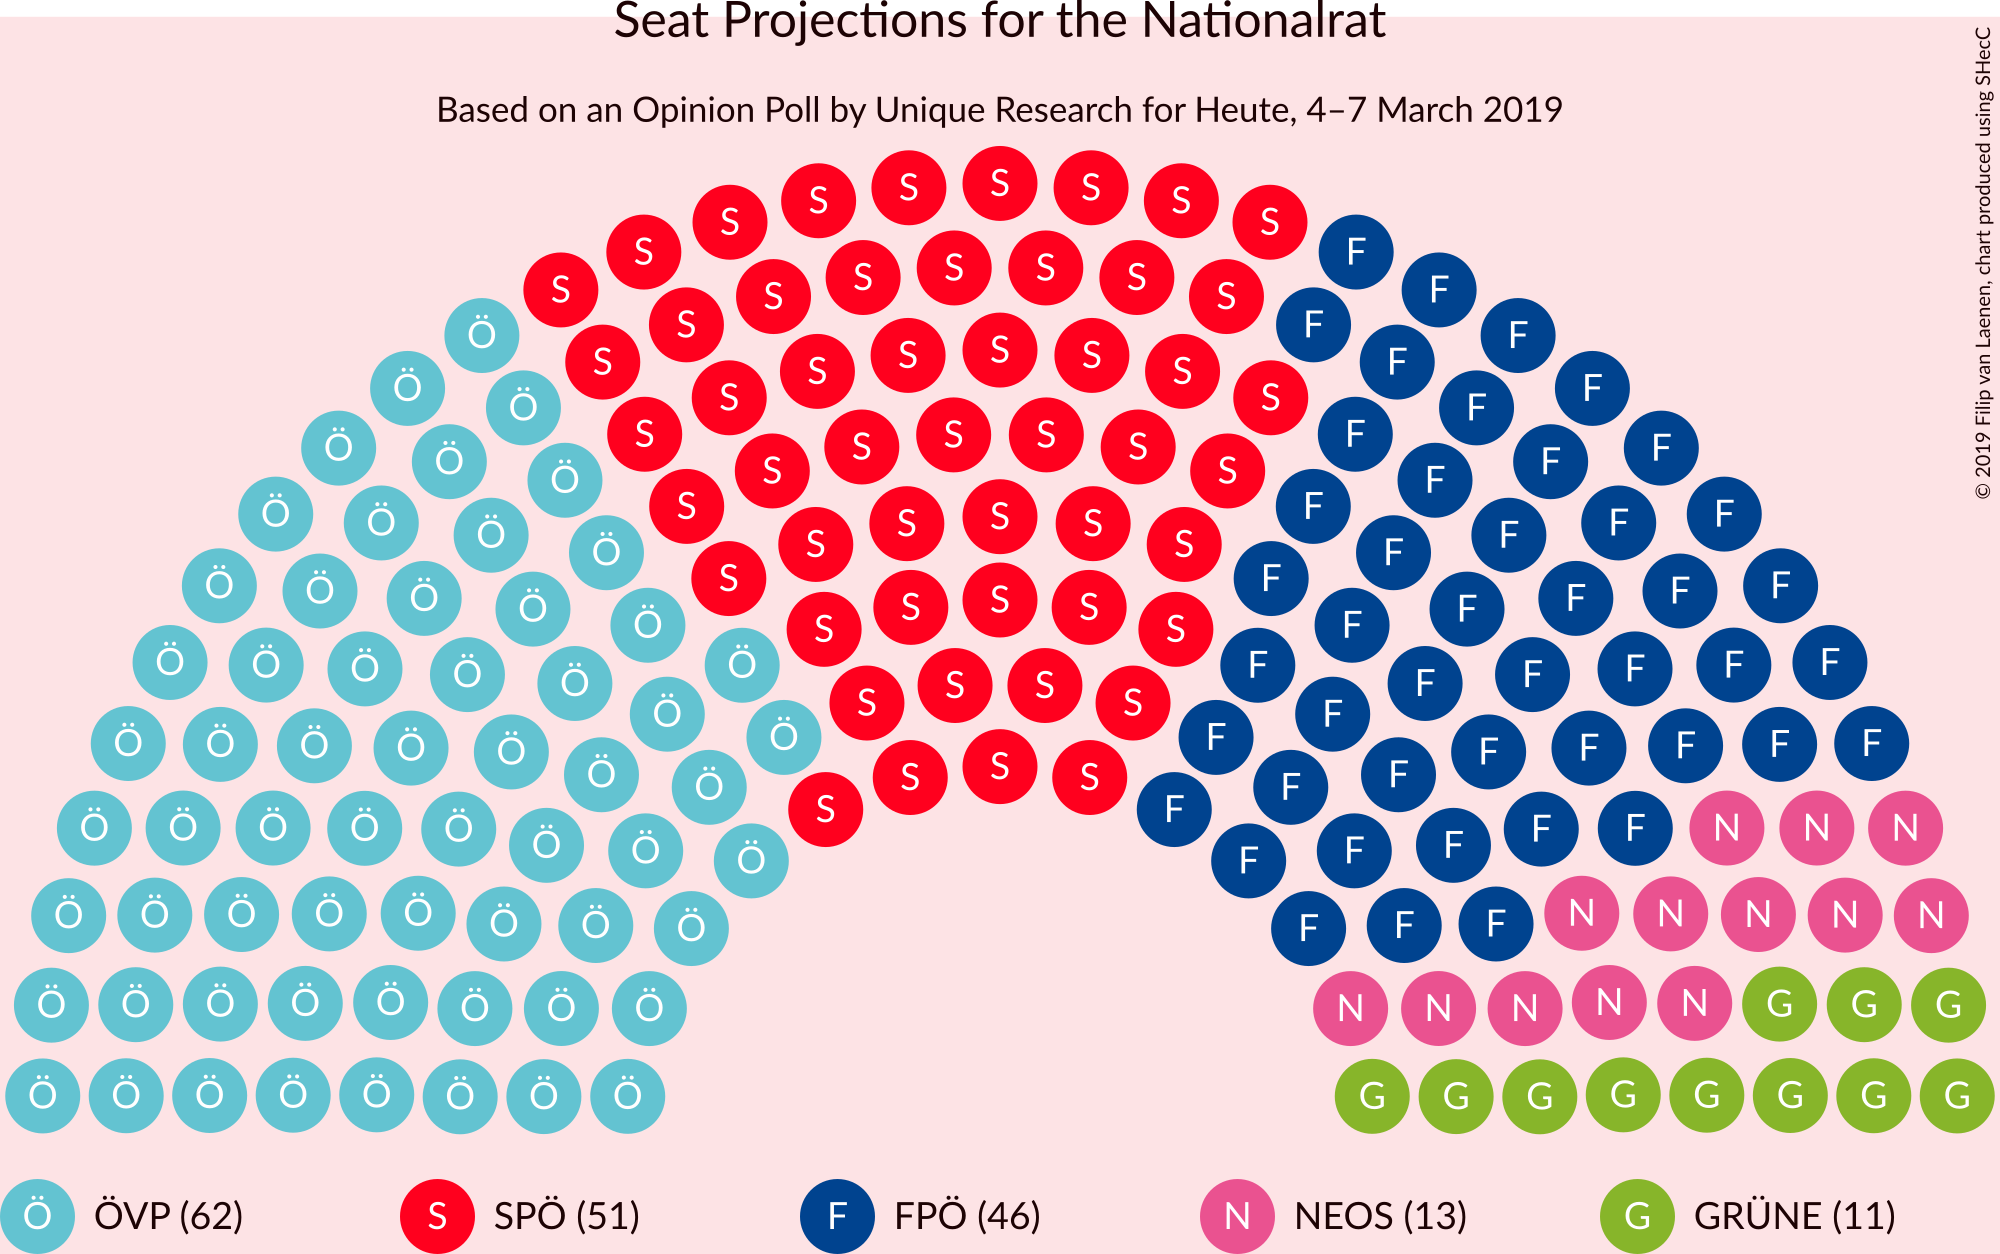 Seat Projections for the Nationalrat
Based on an Opinion Poll by Unique Research for Heute, 4–7 March 2019
© 2019 Filip van Laenen, chart produced using SHecC
S S S S S
S S
S S S S S F
S S S F
Ö S F F
S S S S S S F
Ö Ö S S F F
Ö Ö S S S S S F F F
Ö S S F
Ö Ö Ö S S S S F F F F
Ö S S F
Ö Ö Ö Ö S S S S F F F F F
Ö S S F
Ö Ö Ö Ö Ö Ö S S F F F F F F
Ö S S F
Ö Ö Ö Ö Ö Ö S F F F F F F
Ö Ö S S F F
Ö Ö Ö Ö Ö Ö Ö S F F F F F N N N
Ö F
Ö Ö Ö Ö Ö Ö Ö Ö F F F N N N N N
Ö Ö Ö Ö Ö Ö Ö Ö N N N N N G G G
Ö Ö Ö Ö Ö Ö Ö Ö G G G G G G G G
Ö ÖVP (62) S SPÖ (51) F FPÖ (46) N NEOS (13) G GRÜNE (11)